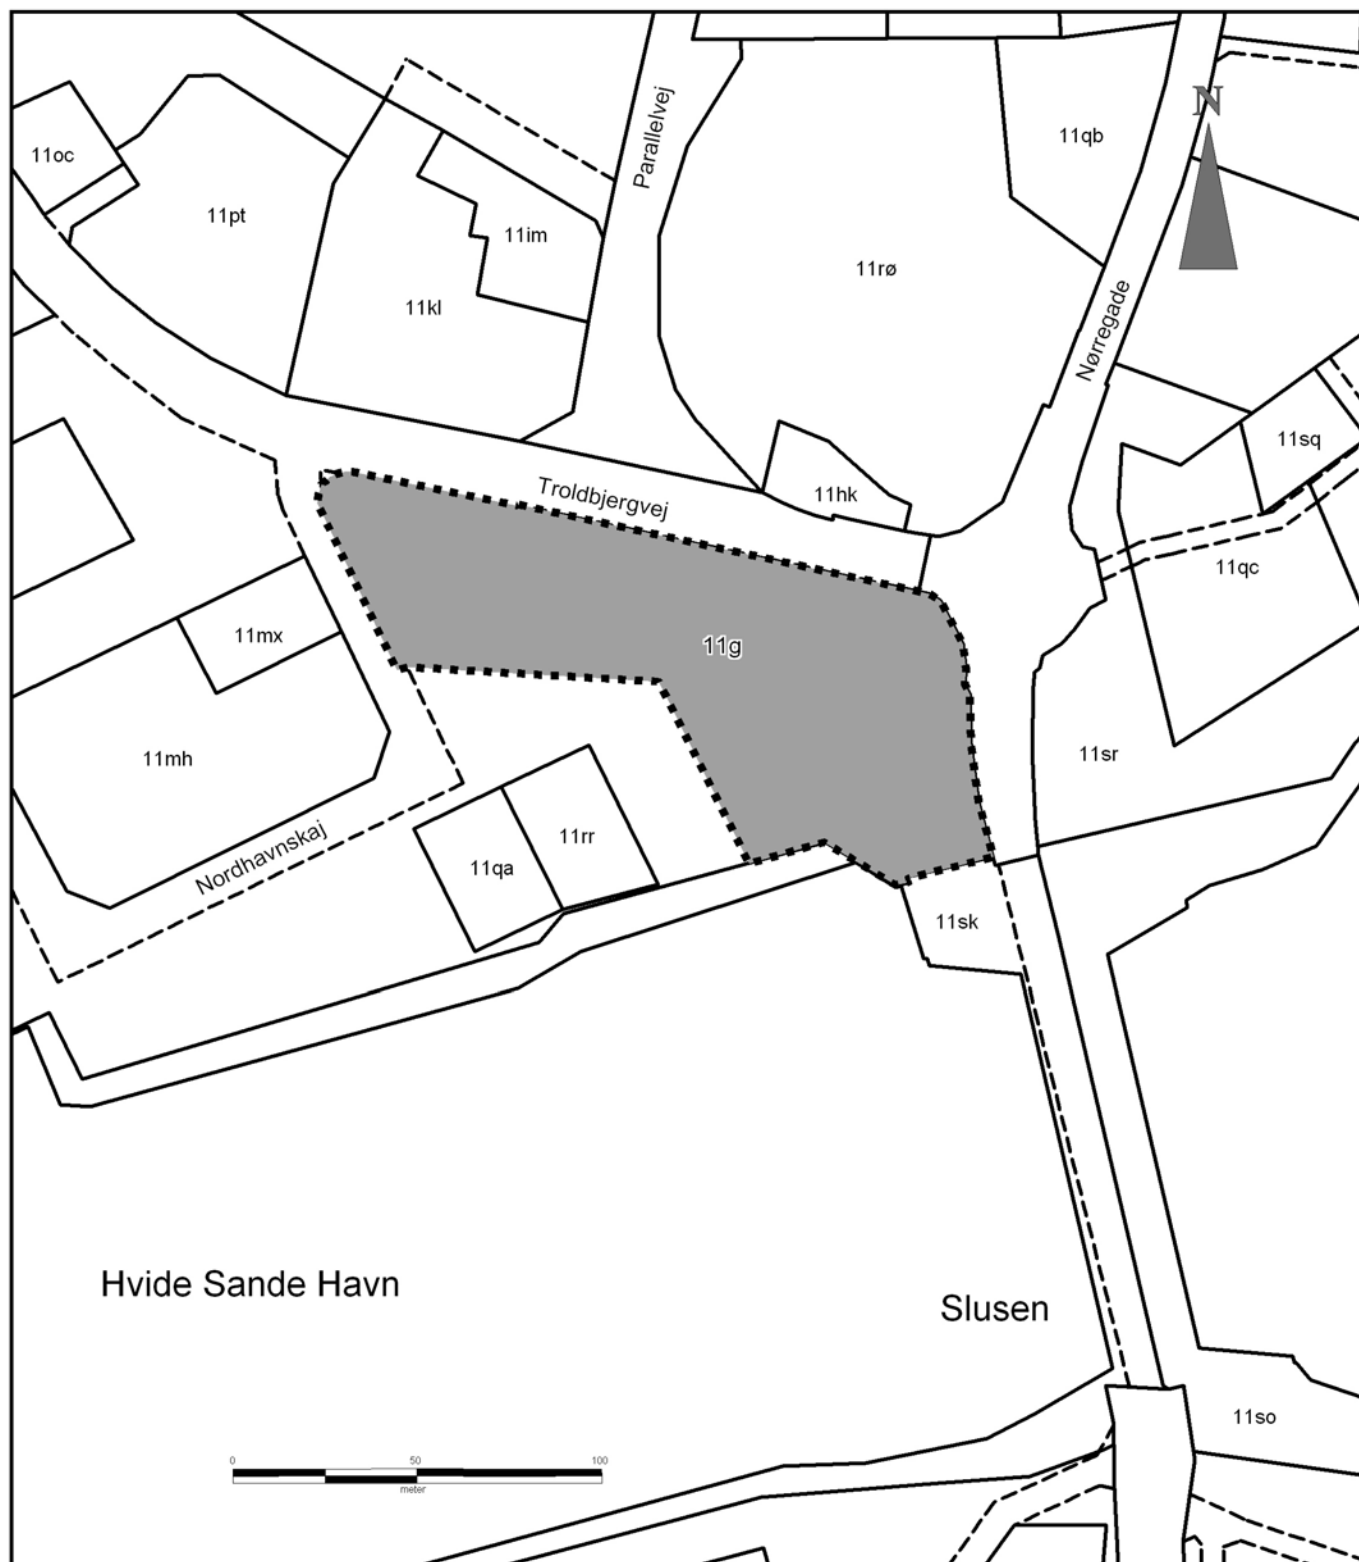 N
Parallelvej
11qb
11oc
11pt
11im
11rø
11kl
Nørregade
11sq
Troldbjergvej
11hk
11qc
11mx
11g
11mh
11sr
11rr
Nordhavnskaj
11qa
11sk
Hvide Sande Havn
Slusen
11so
0 50 100
meter